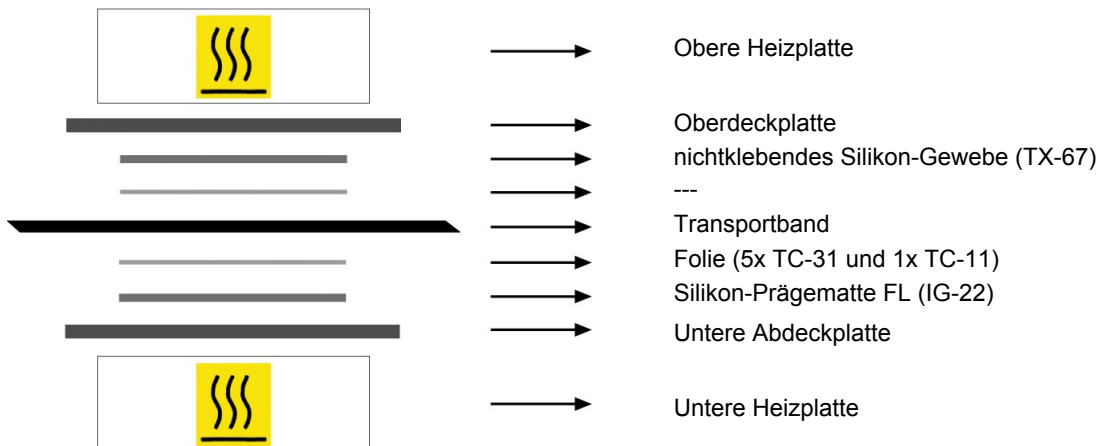 Obere Heizplatte
Oberdeckplatte
nichtklebendes Silikon-Gewebe (TX-67)
---
Transportband
Folie (5x TC-31 und 1x TC-11)
Silikon-Prägematte FL (IG-22)
Untere Abdeckplatte
Untere Heizplatte